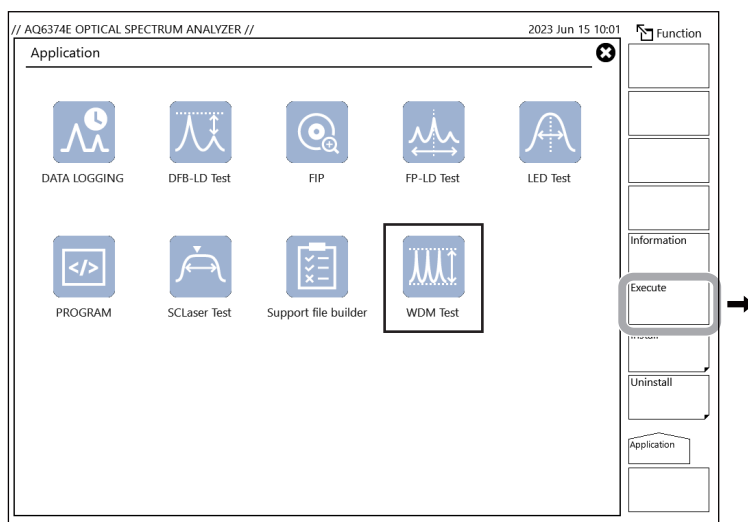 // AQ6374E OPTICAL SPECTRUM ANALYZER // 2023 Jun 15 10:01
Function
Application
DATA LOGGING DFB-LD Test FIP FP-LD Test LED Test
Information
Execute
PROGRAM SCLaser Test Support file builder WDM Test
Install
Uninstall
Application